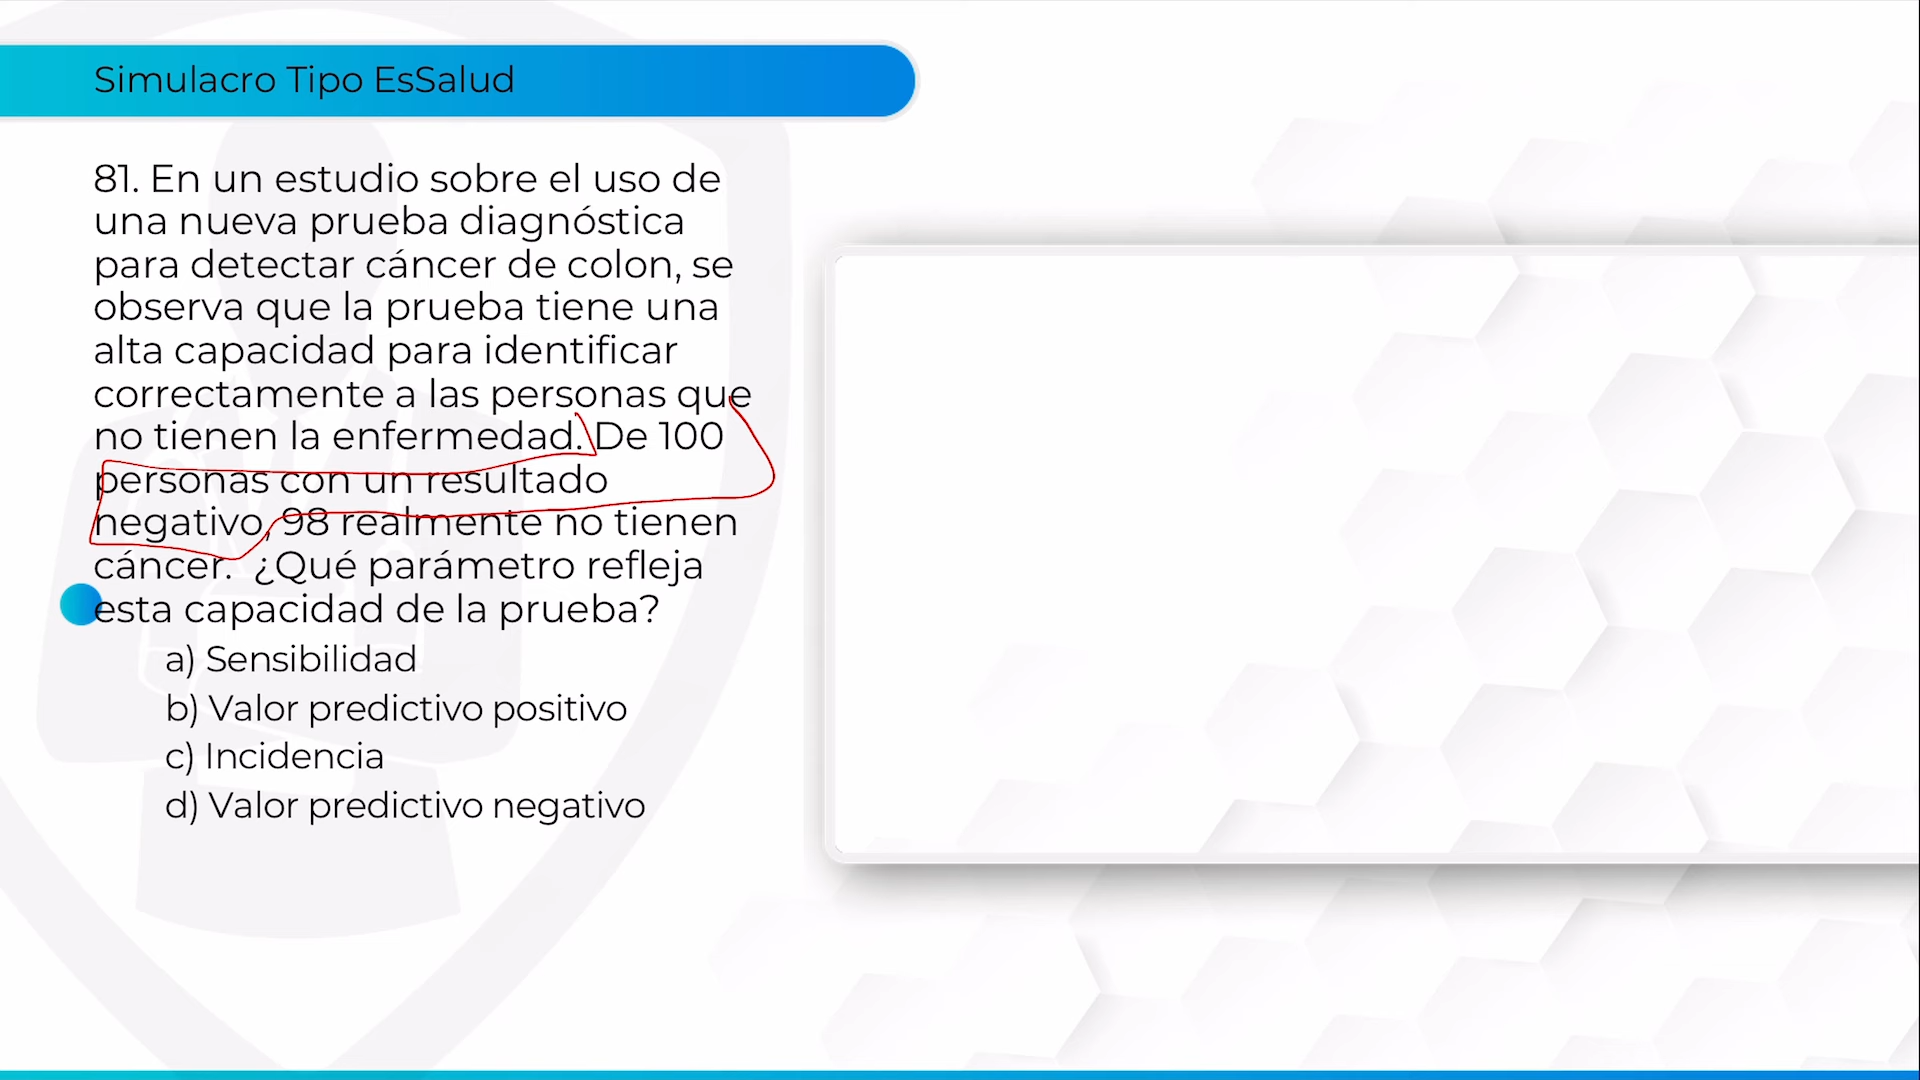 Simulacro Tipo EsSalud
81. En un estudio sobre el uso de
una nueva prueba diagnóstica
para detectar cáncer de colon, se
observa que la prueba tiene una
alta capacidad para identificar
correctamente a las personas que
no tienen la enfermedad. De 100
personas con un resultado
negativo, 98 realmente no tienen
cáncer. ¿Qué parámetro refleja
esta capacidad de la prueba?
a) Sensibilidad
b) Valor predictivo positivo
c) Incidencia
d) Valor predictivo negativo